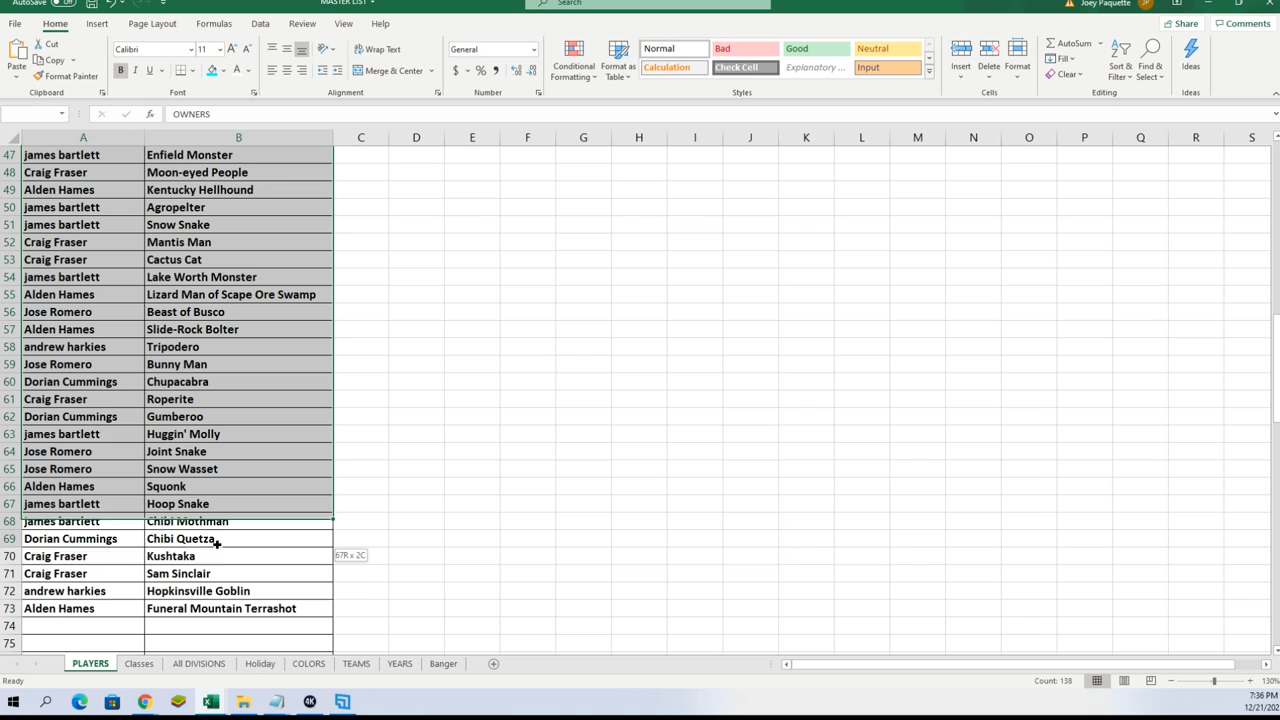 MASTER LIST
Search
Joey Paquette
JP
File Home Insert Page Layout Formulas Data Review View Help
Share Comments
Paste
Cut
Copy
Format Painter
Clipboard
Calibri 11
B I U
Font
Wrap Text
Merge & Center
Alignment
General
$ % ,
Number
Conditional Formatting
Format as Table
Normal Bad Good Neutral
Calculation Check Cell Explanatory ... Input
Styles
Insert Delete Format
Cells
AutoSum
Fill
Clear
Sort & Filter
Find & Select
Editing
Ideas
Ideas
fx OWNERS
A B C D E F G H I J K L M N O P Q R S
47 james bartlett Enfield Monster
48 Craig Fraser Moon-eyed People
49 Alden Hames Kentucky Hellhound
50 james bartlett Agropelter
51 james bartlett Snow Snake
52 Craig Fraser Mantis Man
53 Craig Fraser Cactus Cat
54 james bartlett Lake Worth Monster
55 Alden Hames Lizard Man of Scape Ore Swamp
56 Jose Romero Beast of Busco
57 Alden Hames Slide-Rock Bolter
58 andrew harkies Tripodero
59 Jose Romero Bunny Man
60 Dorian Cummings Chupacabra
61 Craig Fraser Roperite
62 Dorian Cummings Gumberoo
63 james bartlett Huggin' Molly
64 Jose Romero Joint Snake
65 Jose Romero Snow Wasset
66 Alden Hames Squonk
67 james bartlett Hoop Snake
68 james bartlett Chibi Mothman
69 Dorian Cummings Chibi Quetza
70 Craig Fraser Kushtaka 67R x 2C
71 Craig Fraser Sam Sinclair
72 andrew harkies Hopkinsville Goblin
73 Alden Hames Funeral Mountain Terrashot
74
75
PLAYERS Classes All DIVISIONS Holiday COLORS TEAMS YEARS Banger
Ready Count: 138 130%
4K
7:36 PM
12/21/202